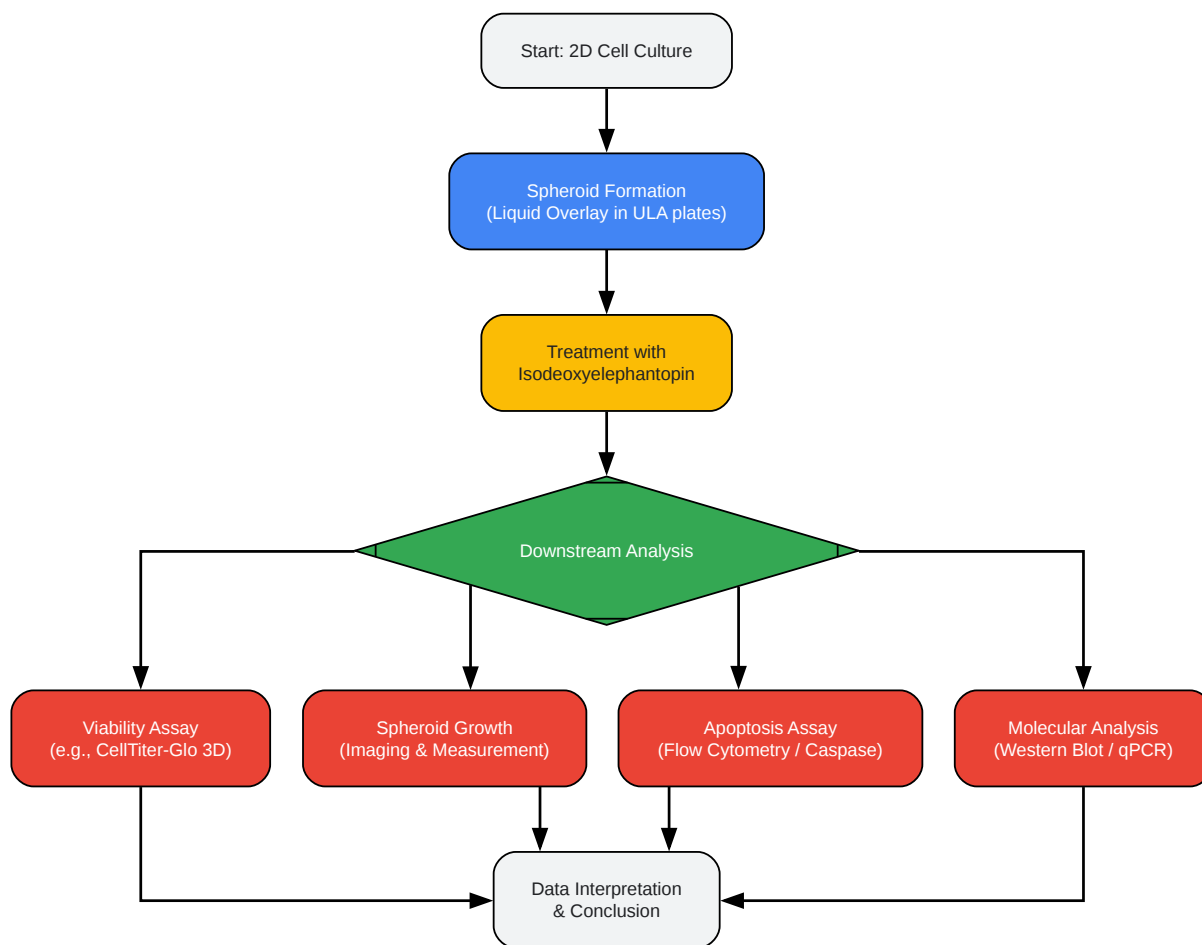 Start: 2D Cell Culture
Spheroid Formation
(Liquid Overlay in ULA plates)
Treatment with
Isodeoxyelephantopin
Downstream Analysis
Viability Assay
(e.g., CellTiter-Glo 3D)
Spheroid Growth
(Imaging & Measurement)
Apoptosis Assay
(Flow Cytometry / Caspase)
Molecular Analysis
(Western Blot / qPCR)
Data Interpretation
& Conclusion